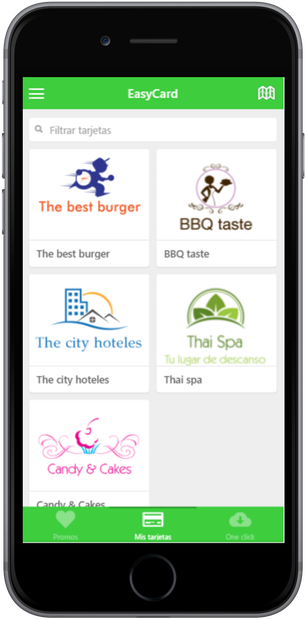 EasyCard
Filtrar tarjetas
The best burger
BBQ taste
The best burger
BBQ taste
The city hoteles
Thai Spa
Tu lugar de descanso
The city hoteles
Thai spa
Candy & Cakes
Candy & Cakes
Promos
Mis tarjetas
One click